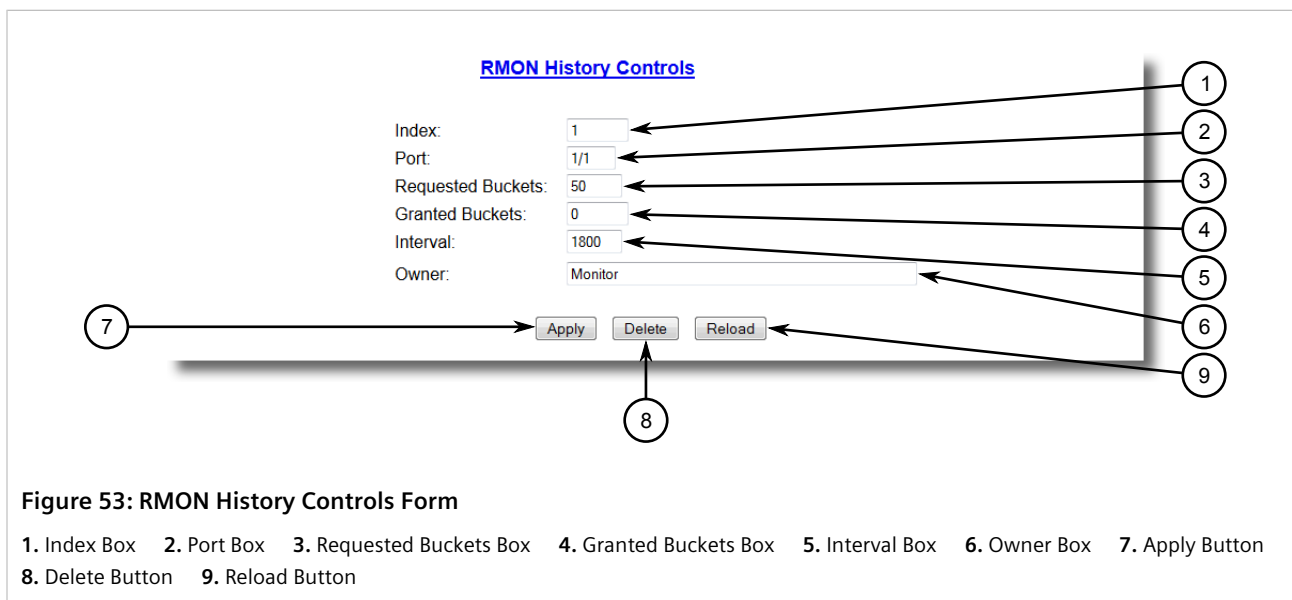 RMON History Controls
1
Index: 1
2
Port: 1/1
3
Requested Buckets: 50
Granted Buckets: 0
4
Interval: 1800
5
Owner: Monitor
6
7
Apply Delete Reload
9
8
Figure 53: RMON History Controls Form
1. Index Box 2. Port Box 3. Requested Buckets Box 4. Granted Buckets Box 5. Interval Box 6. Owner Box 7. Apply Button
8. Delete Button 9. Reload Button